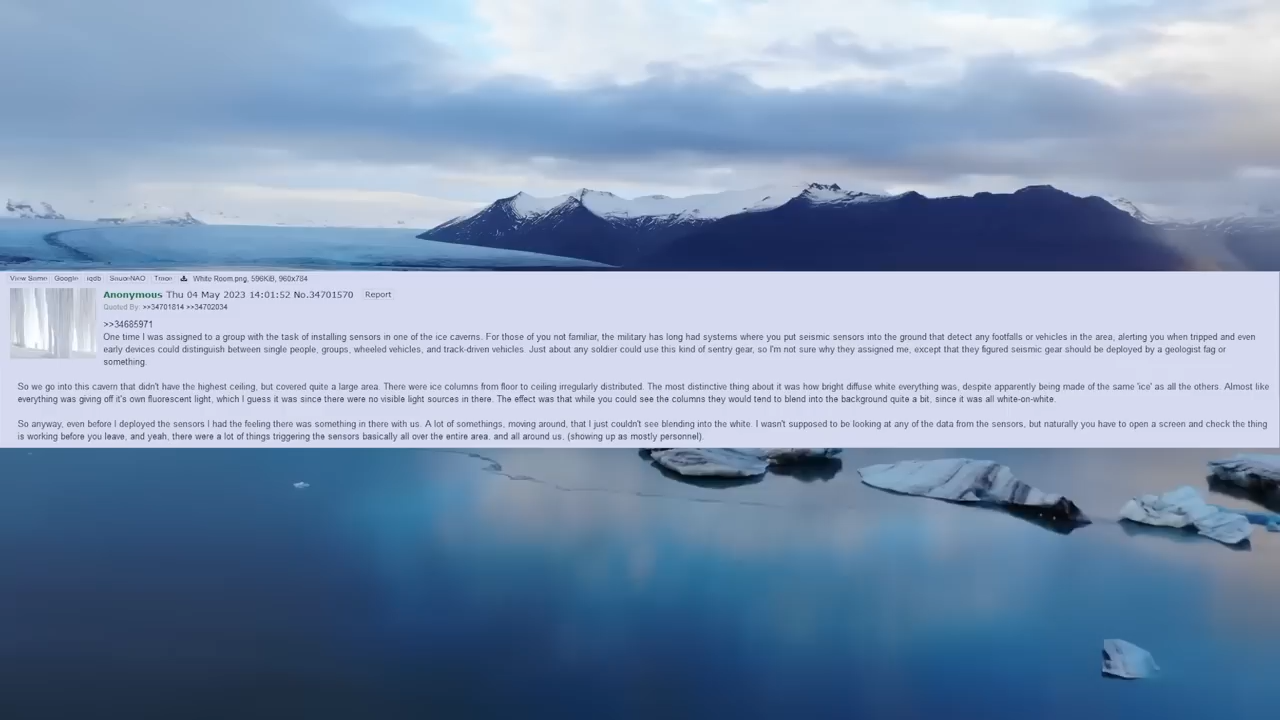 View Same Google iqdb SauceNAO Trace White Room.png, 596KiB, 960x784
Anonymous Thu 04 May 2023 14:01:52 No.34701570 Report
Quoted By: >>34701814 >>34702034
>>34685971
One time I was assigned to a group with the task of installing sensors in one of the ice caverns. For those of you not familiar, the military has long had systems where you put seismic sensors into the ground that detect any footfalls or vehicles in the area, alerting you when tripped and even
early devices could distinguish between single people, groups, wheeled vehicles, and track-driven vehicles. Just about any soldier could use this kind of sentry gear, so I'm not sure why they assigned me, except that they figured seismic gear should be deployed by a geologist fag or
something.
So we go into this cavern that didn't have the highest ceiling, but covered quite a large area. There were ice columns from floor to ceiling irregularly distributed. The most distinctive thing about it was how bright diffuse white everything was, despite apparently being made of the same 'ice' as all the others. Almost like
everything was giving off it's own fluorescent light, which I guess it was since there were no visible light sources in there. The effect was that while you could see the columns they would tend to blend into the background quite a bit, since it was all white-on-white.
So anyway, even before I deployed the sensors I had the feeling there was something in there with us. A lot of somethings, moving around, that I just couldn't see blending into the white. I wasn't supposed to be looking at any of the data from the sensors, but naturally you have to open a screen and check the thing
is working before you leave, and yeah, there were a lot of things triggering the sensors basically all over the entire area, and all around us. (showing up as mostly personnel).